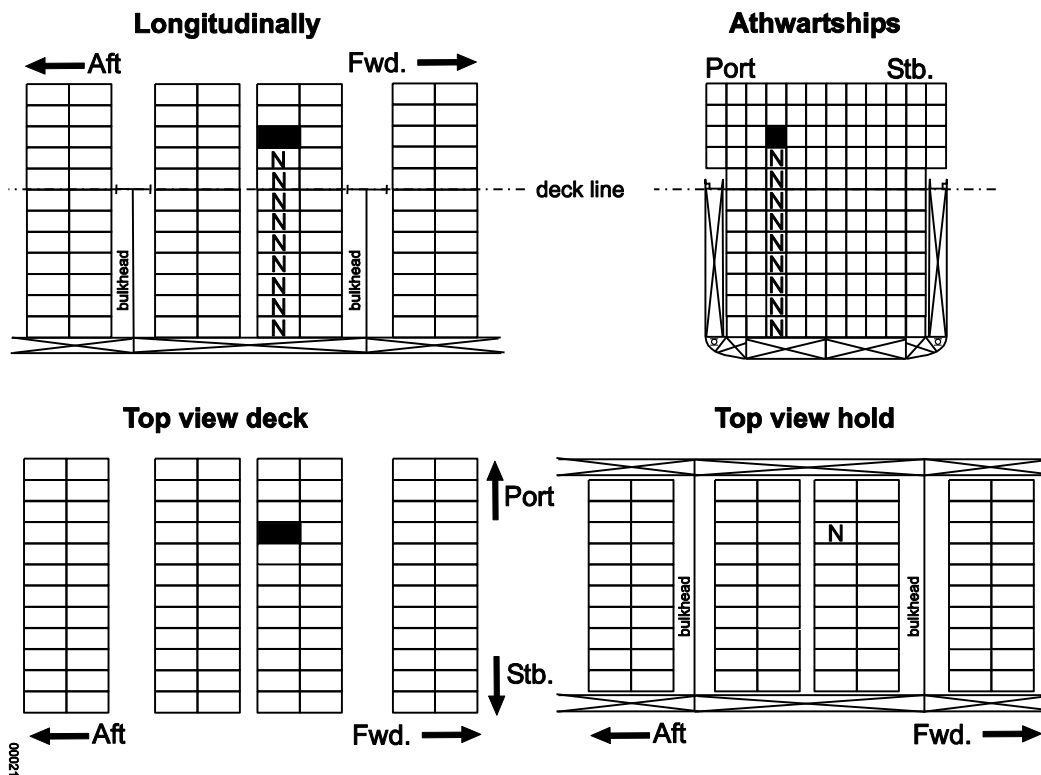 Longitudinally
Aft
Fwd.
N
N
N
N
N
N
N
N
N
bulkhead
bulkhead
deck line
Athwartships
Port
Stb.
N
N
N
N
N
N
N
N
N
Top view deck
Port
Stb.
Aft
Fwd.
Top view hold
N
bulkhead
bulkhead
Aft
Fwd.
00021